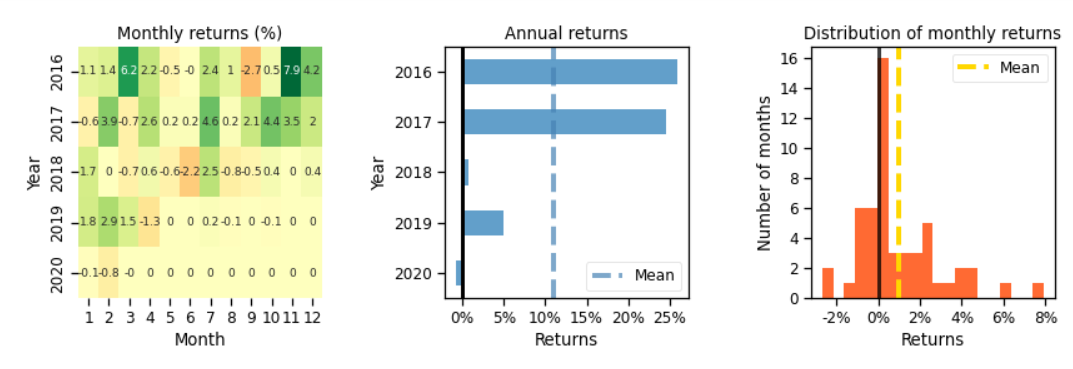 Monthly returns (%)
Year
2016 1.1 1.4 6.2 2.2 -0.5 -0 2.4 1 -2.7 0.5 7.9 4.2
2017 -0.6 3.9 -0.7 2.6 0.2 0.2 4.6 0.2 2.1 4.4 3.5 2
2018 1.7 0 -0.7 0.6 -0.6 -2.2 2.5 -0.8 -0.5 0.4 0 0.4
2019 1.8 2.9 1.5 -1.3 0 0 0.2 -0.1 0 -0.1 0 0
2020 -0.1 -0.8 -0 0 0 0 0 0 0 0 0 0
1 2 3 4 5 6 7 8 9 10 11 12
Month
Annual returns
Year
2016
2017
2018
2019
2020
Mean
0% 5% 10% 15% 20% 25%
Returns
Distribution of monthly returns
Number of months
16
14
12
10
8
6
4
2
0
Mean
-2% 0% 2% 4% 6% 8%
Returns